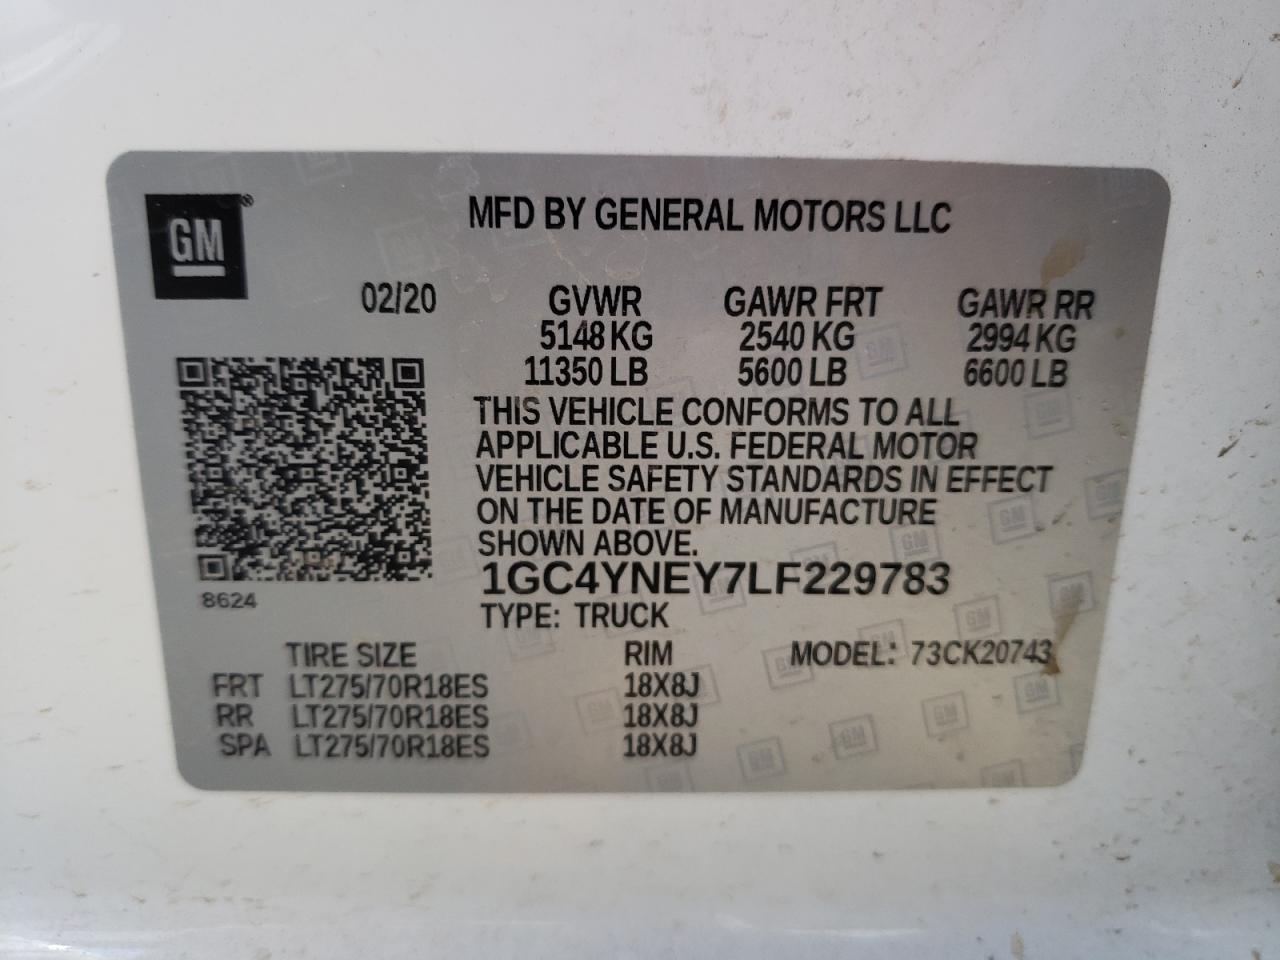 GM®
MFD BY GENERAL MOTORS LLC
02/20 GVWR GAWR FRT GAWR RR
5148 KG 2540 KG 2994 KG
11350 LB 5600 LB 6600 LB
THIS VEHICLE CONFORMS TO ALL
APPLICABLE U.S. FEDERAL MOTOR
VEHICLE SAFETY STANDARDS IN EFFECT
ON THE DATE OF MANUFACTURE
SHOWN ABOVE.
1GC4YNEY7LF229783
8624
TYPE: TRUCK
TIRE SIZE RIM MODEL: 73CK20743
FRT LT275/70R18ES 18X8J
RR LT275/70R18ES 18X8J
SPA LT275/70R18ES 18X8J